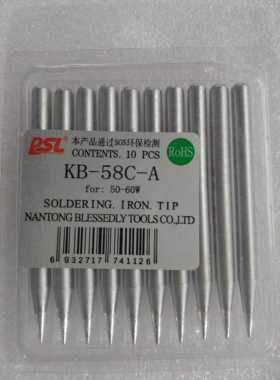 BSL
本产品通过SGS环保检测
CONTENTS. 10 PCS
RoHS
KB-58C-A
for: 50-60W
SOLDERING. IRON. TIP
NANTONG BLESSEDLY TOOLS CO.,LTD
6 932717 741126